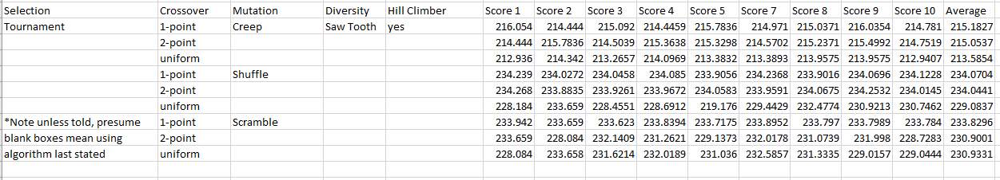 Selection Crossover Mutation Diversity Hill Climber Score 1 Score 2 Score 3 Score 4 Score 5 Score 7 Score 8 Score 9 Score 10 Average
Tournament 1-point Creep Saw Tooth yes 216.054 214.444 215.092 214.4459 215.7836 214.971 215.0371 216.0354 214.781 215.1827
2-point 214.444 215.7836 214.5039 215.3638 215.3298 214.5702 215.2371 215.4992 214.7519 215.0537
uniform 212.936 214.342 213.2657 214.0969 213.3832 213.3893 213.9575 213.9575 212.9407 213.5854
1-point Shuffle 234.239 234.0272 234.0458 234.085 233.9056 234.2368 233.9016 234.0696 234.1228 234.0704
2-point 234.268 233.8835 233.9261 233.9672 234.0583 233.9591 234.0675 234.2532 234.0145 234.0441
uniform 228.184 233.659 228.4551 228.6912 219.176 229.4429 232.4774 230.9213 230.7462 229.0837
*Note unless told, presume 1-point Scramble 233.942 233.659 233.623 233.8394 233.7175 233.8952 233.797 233.7989 233.784 233.8296
blank boxes mean using 2-point 233.659 228.084 232.1409 231.2621 229.1373 232.0178 231.0739 231.998 228.7283 230.9001
algorithm last stated uniform 228.084 233.658 231.6214 232.0189 231.036 232.5857 231.3335 229.0157 229.0444 230.9331